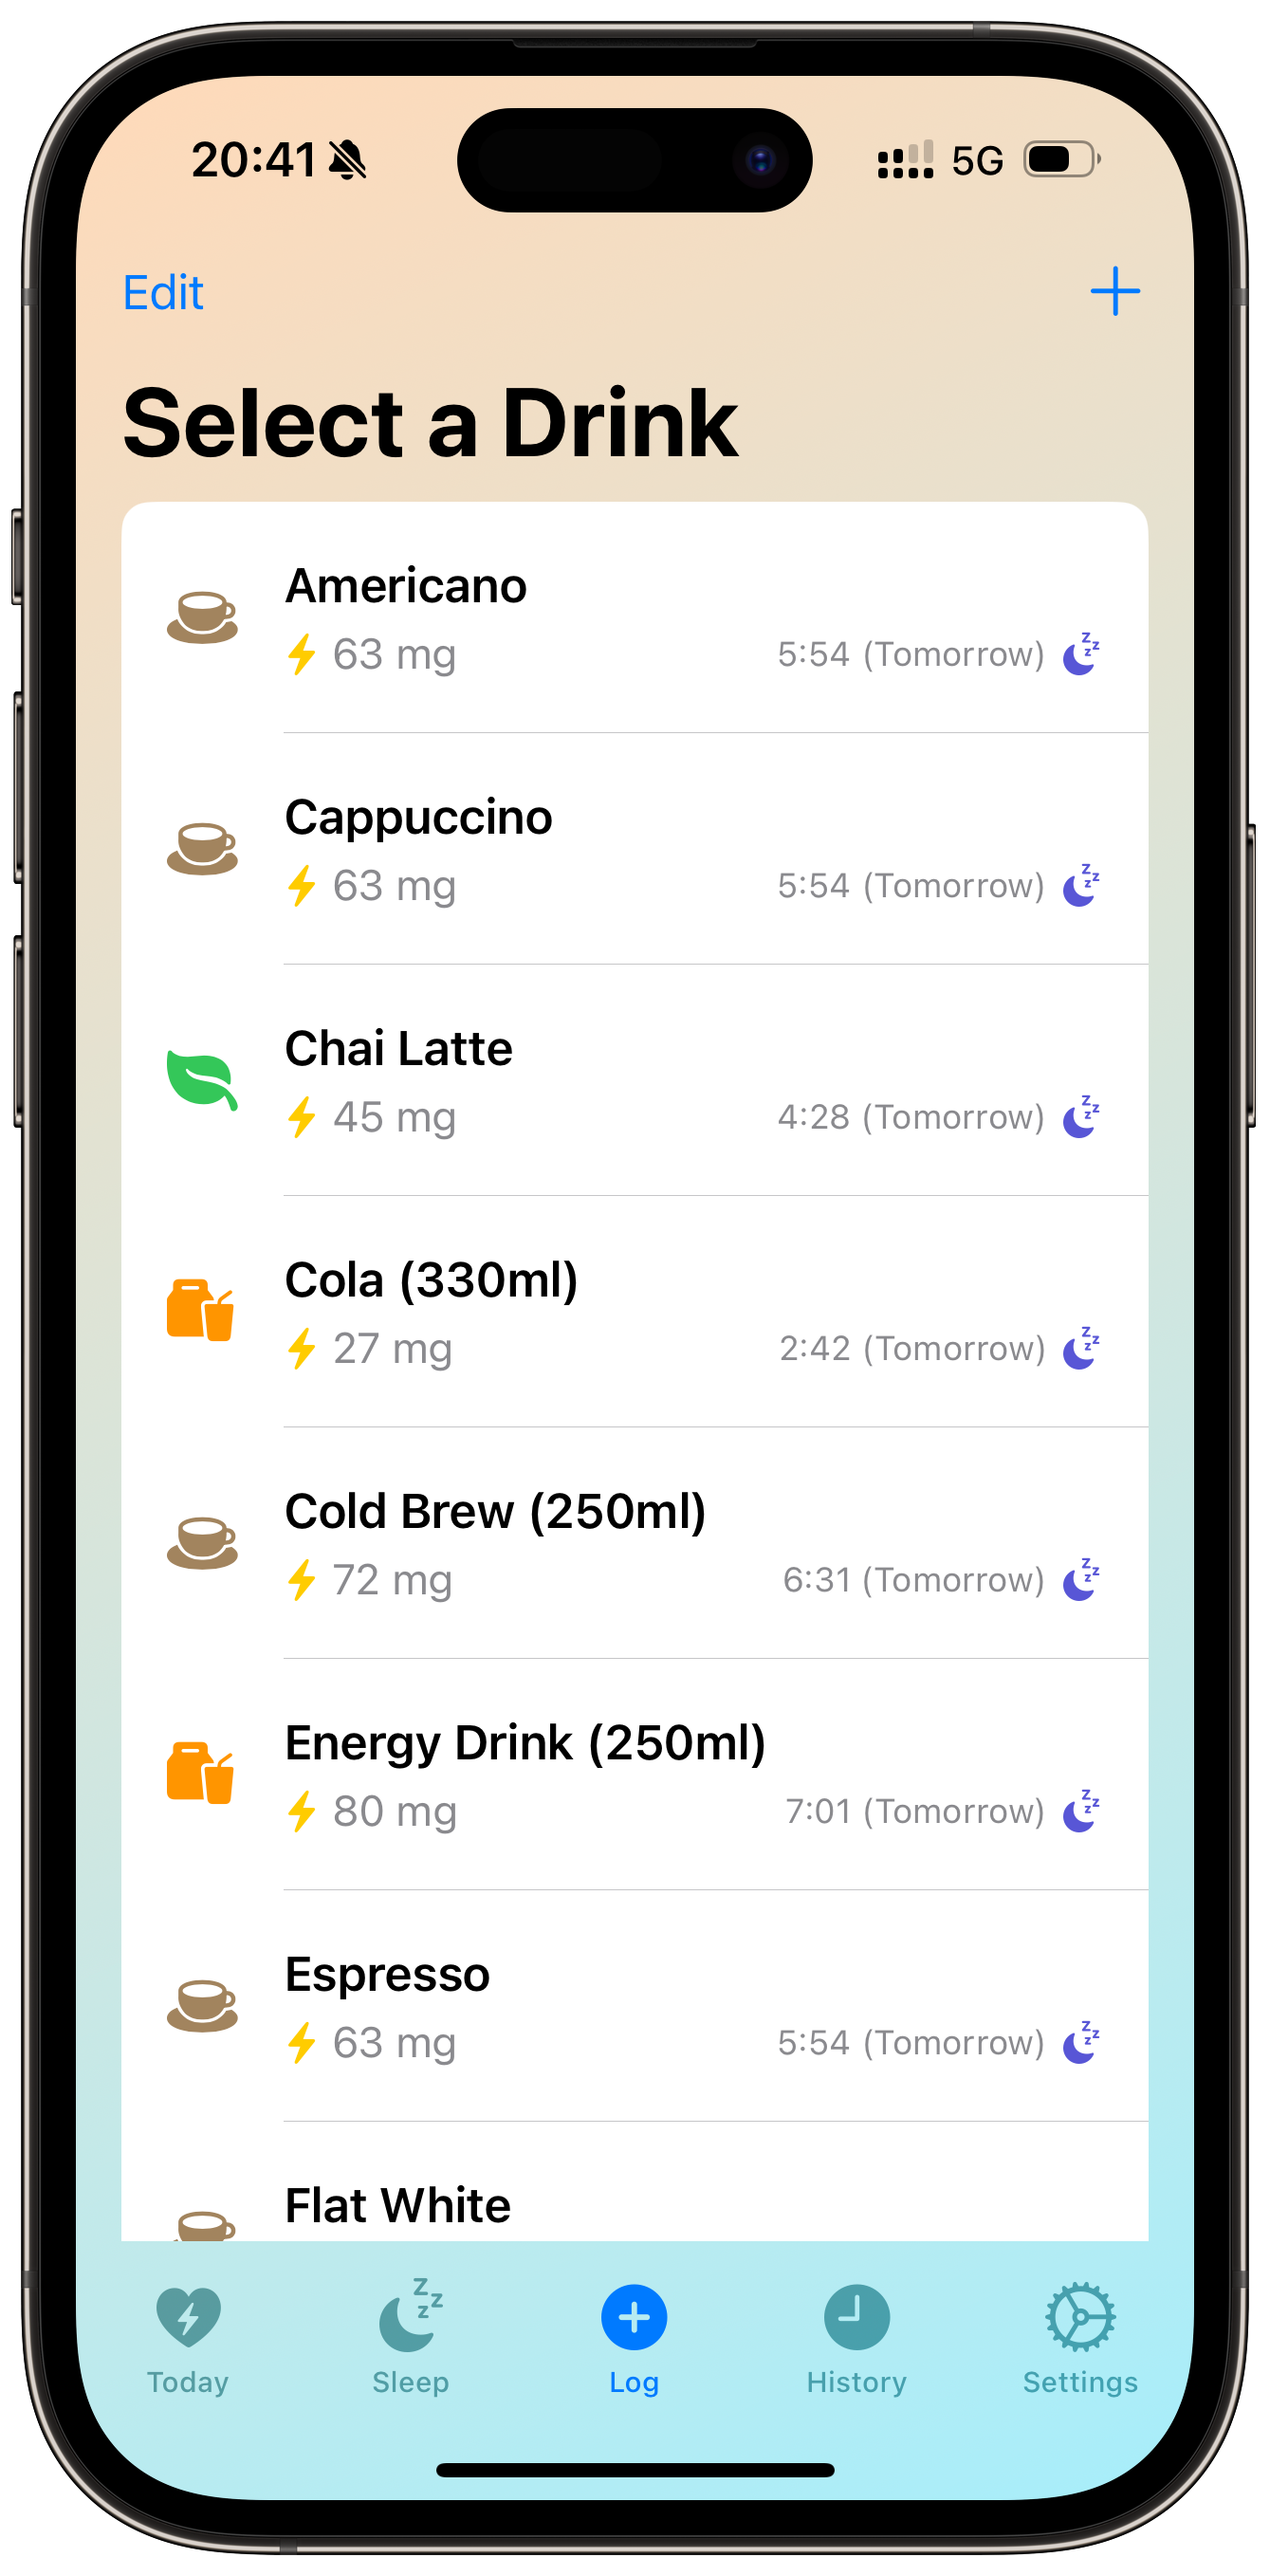 20:41 5G
Edit
Select a Drink
Americano
63 mg 5:54 (Tomorrow)
Cappuccino
63 mg 5:54 (Tomorrow)
Chai Latte
45 mg 4:28 (Tomorrow)
Cola (330ml)
27 mg 2:42 (Tomorrow)
Cold Brew (250ml)
72 mg 6:31 (Tomorrow)
Energy Drink (250ml)
80 mg 7:01 (Tomorrow)
Espresso
63 mg 5:54 (Tomorrow)
Flat White
Today Sleep Log History Settings